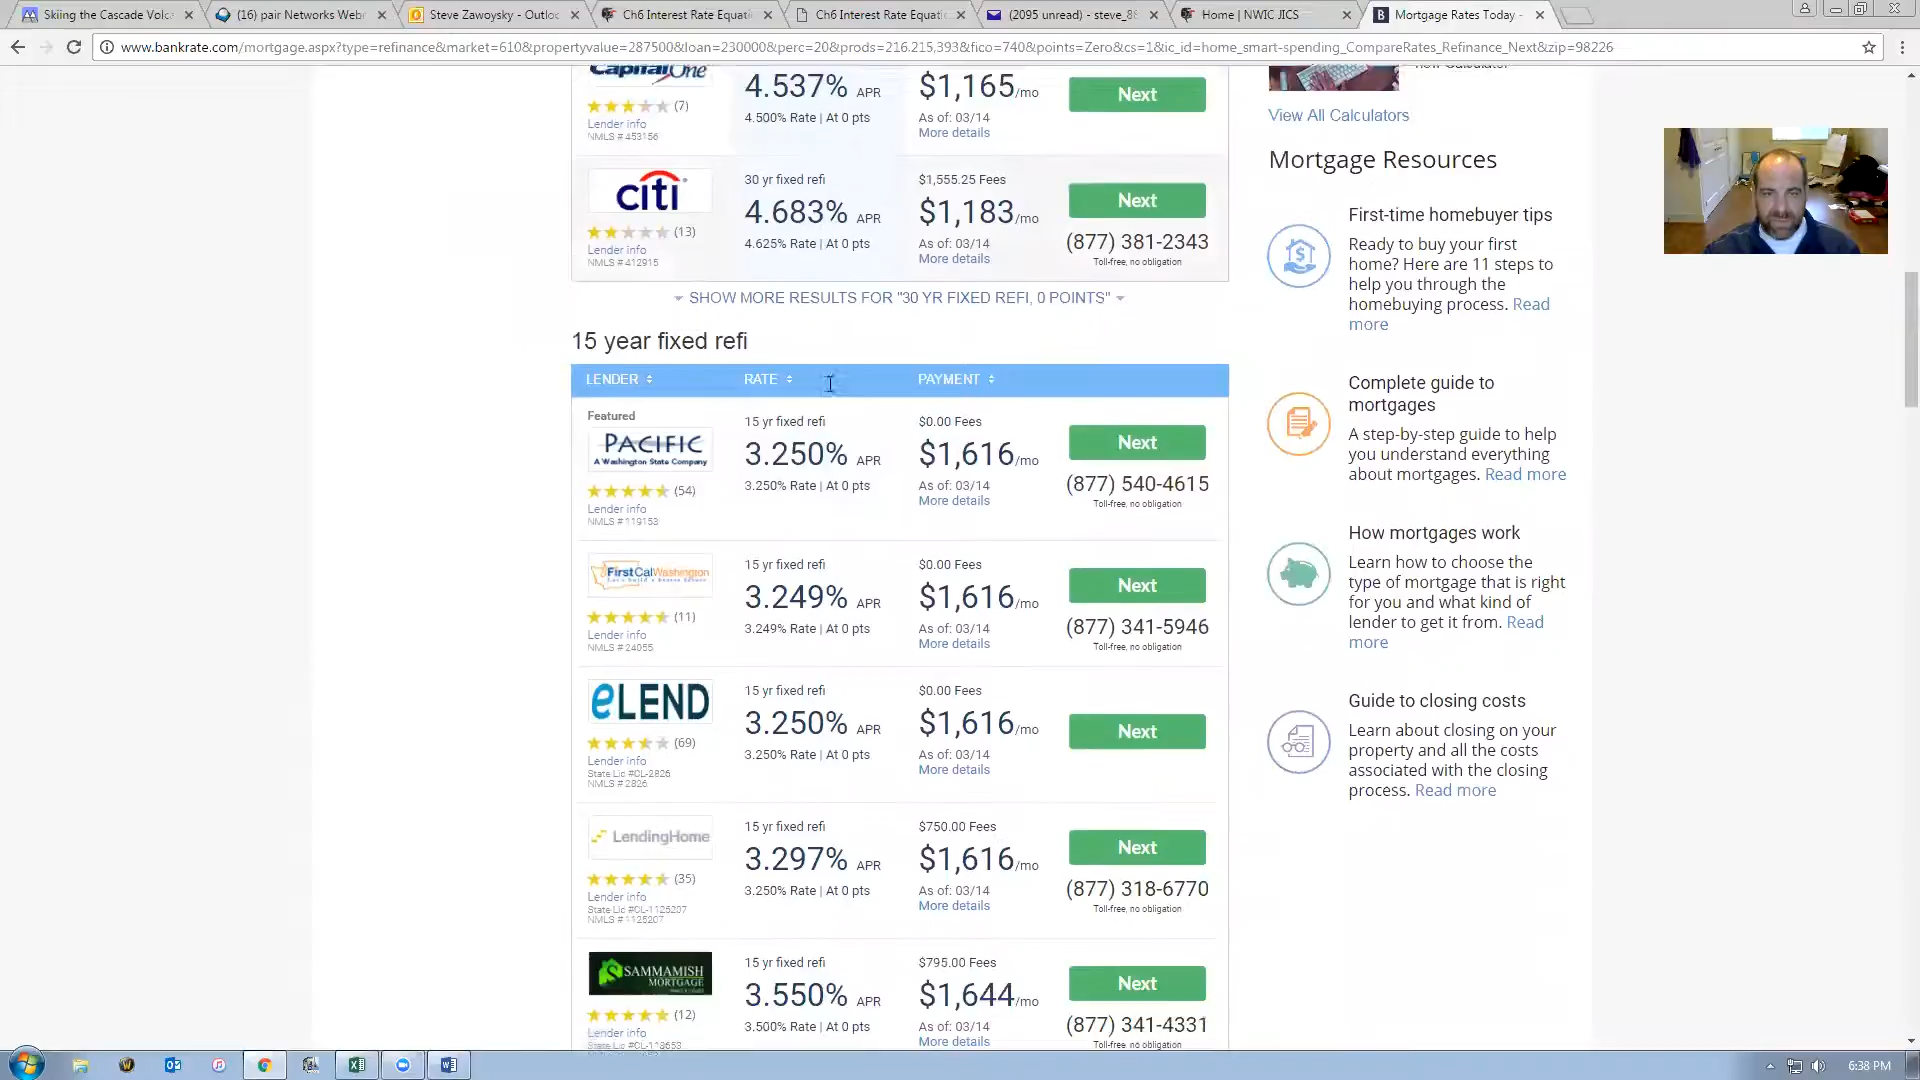 Skiing the Cascade Volca
(16) pair Networks Webm
Steve Zawoysky - Outloo
Ch6 Interest Rate Equati
Ch6 Interest Rate Equatio
(2095 unread) - steve_88
Home | NWIC JICS
Mortgage Rates Today -
www.bankrate.com/mortgage.aspx?type=refinance&market=610&propertyvalue=287500&loan=230000&perc=20&prods=216.215,393&fico=740&points=Zero&cs=1&ic_id=home_smart-spending_CompareRates_Refinance_Next&zip=98226
Capital One
4.537% APR
$1,165/mo
Next
(7)
4.500% Rate | At 0 pts
As of: 03/14
Lender info
More details
NMLS # 453156
citi
30 yr fixed refi
$1,555.25 Fees
4.683% APR
$1,183/mo
Next
(13)
4.625% Rate | At 0 pts
As of: 03/14
(877) 381-2343
Lender info
More details
Toll-free, no obligation
NMLS # 412915
SHOW MORE RESULTS FOR "30 YR FIXED REFI, 0 POINTS"
15 year fixed refi
LENDER
RATE
PAYMENT
Featured
PACIFIC
A Washington State Company
15 yr fixed refi
$0.00 Fees
3.250% APR
$1,616/mo
Next
(54)
3.250% Rate | At 0 pts
As of: 03/14
(877) 540-4615
Lender info
More details
Toll-free, no obligation
NMLS # 119153
FirstCalWashington
15 yr fixed refi
$0.00 Fees
3.249% APR
$1,616/mo
Next
(11)
3.249% Rate | At 0 pts
As of: 03/14
(877) 341-5946
Lender info
More details
Toll-free, no obligation
NMLS # 24055
eLEND
15 yr fixed refi
$0.00 Fees
3.250% APR
$1,616/mo
Next
(69)
3.250% Rate | At 0 pts
As of: 03/14
Lender info
More details
State Lic #CL-2826
NMLS # 2826
LendingHome
15 yr fixed refi
$750.00 Fees
3.297% APR
$1,616/mo
Next
(35)
3.250% Rate | At 0 pts
As of: 03/14
(877) 318-6770
Lender info
More details
Toll-free, no obligation
State Lic #CL-1125207
NMLS # 1125207
SAMMAMISH
MORTGAGE
15 yr fixed refi
$795.00 Fees
3.550% APR
$1,644/mo
Next
(12)
3.500% Rate | At 0 pts
As of: 03/14
(877) 341-4331
Lender info
More details
Toll-free, no obligation
State Lic #CL-118653
View All Calculators
Mortgage Resources
First-time homebuyer tips
Ready to buy your first
home? Here are 11 steps to
help you through the
homebuying process. Read
more
Complete guide to
mortgages
A step-by-step guide to help
you understand everything
about mortgages. Read more
How mortgages work
Learn how to choose the
type of mortgage that is right
for you and what kind of
lender to get it from. Read
more
Guide to closing costs
Learn about closing on your
property and all the costs
associated with the closing
process. Read more
6:38 PM